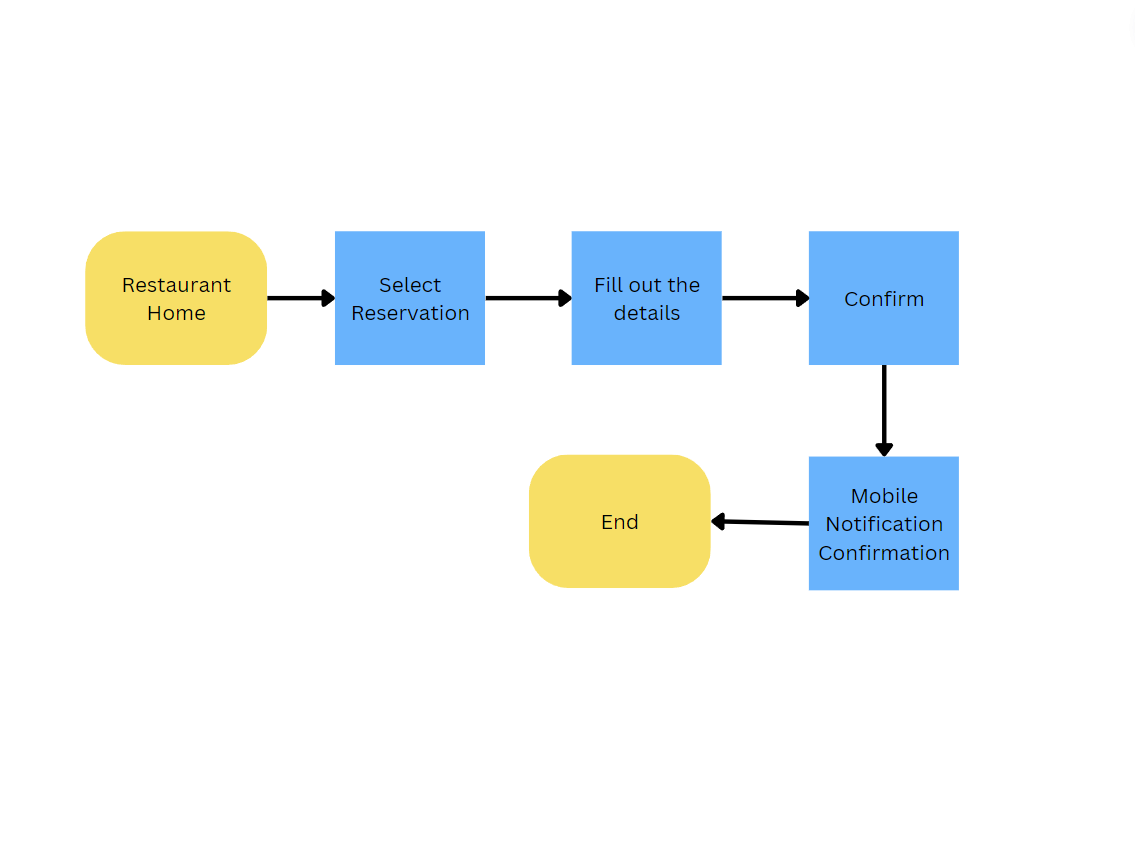 Restaurant
Home
Select
Reservation
Fill out the
details
Confirm
Mobile
Notification
Confirmation
End